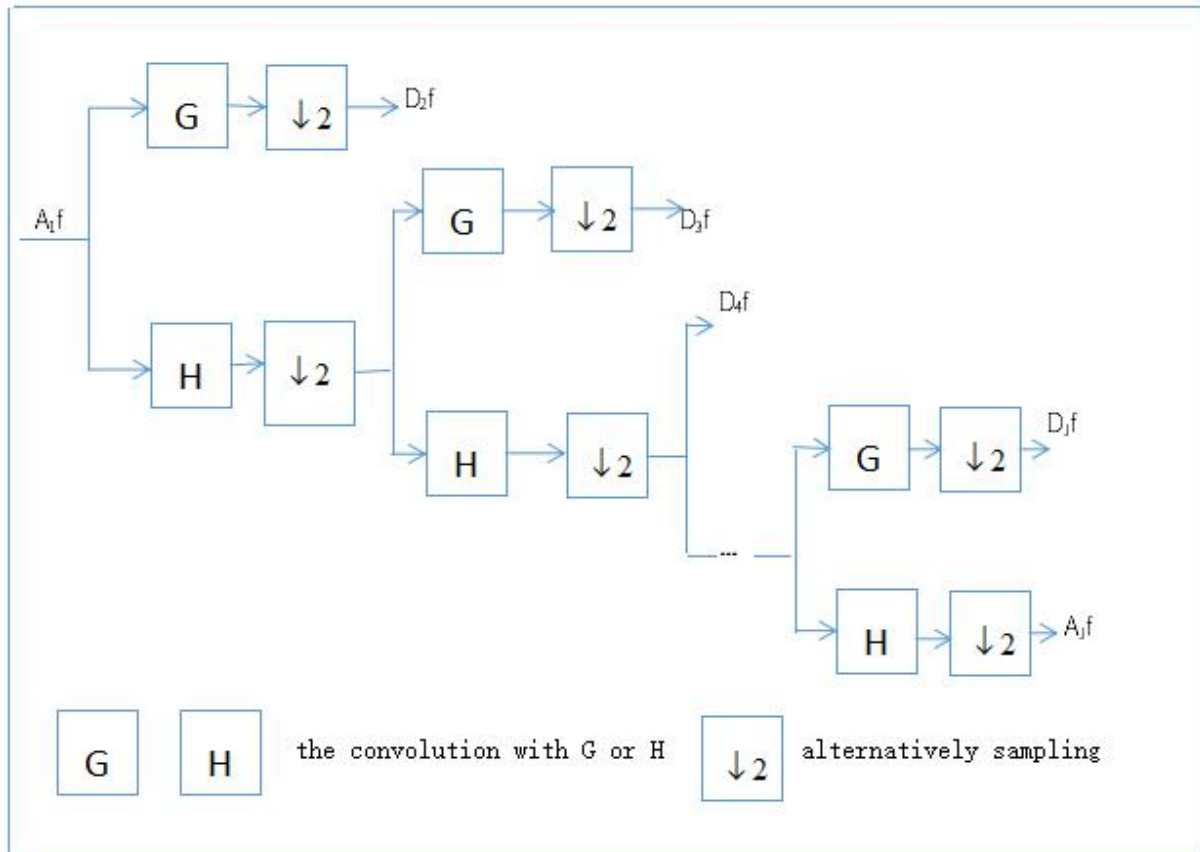 G
↓2
D₂f
A₁f
G
↓2
D₃f
H
↓2
D₄f
H
↓2
G
↓2
Dⱼf
---
H
↓2
Aⱼf
G
H
the convolution with G or H
↓2
alternatively sampling